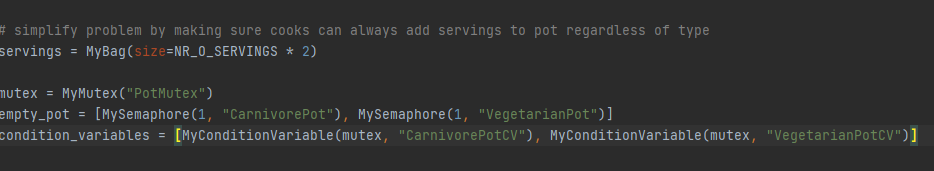 # simplify problem by making sure cooks can always add servings to pot regardless of type
servings = MyBag(size=NR_O_SERVINGS * 2)
mutex = MyMutex("PotMutex")
empty_pot = [MySemaphore(1, "CarnivorePot"), MySemaphore(1, "VegetarianPot")]
condition_variables = [MyConditionVariable(mutex, "CarnivorePotCV"), MyConditionVariable(mutex, "VegetarianPotCV")]